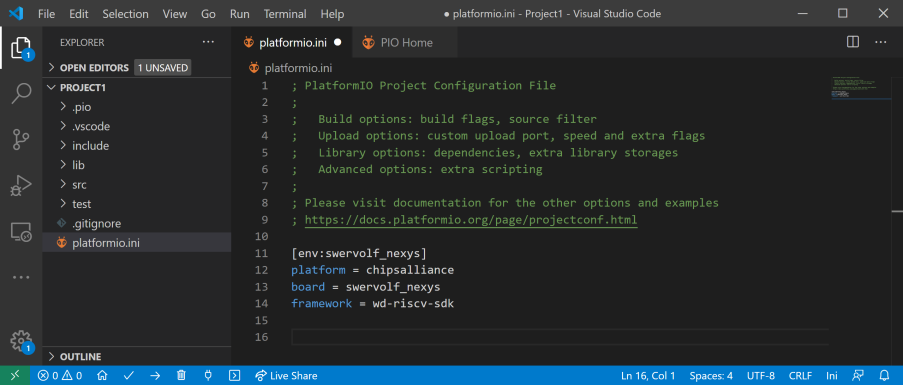 File Edit Selection View Go Run Terminal Help
● platformio.ini - Project1 - Visual Studio Code
EXPLORER
OPEN EDITORS 1 UNSAVED
PROJECT1
.pio
.vscode
include
lib
src
test
.gitignore
platformio.ini
OUTLINE
1
1
platformio.ini ● PIO Home
platformio.ini
1 ; PlatformIO Project Configuration File
2 ;
3 ;   Build options: build flags, source filter
4 ;   Upload options: custom upload port, speed and extra flags
5 ;   Library options: dependencies, extra library storages
6 ;   Advanced options: extra scripting
7 ;
8 ; Please visit documentation for the other options and examples
9 ; https://docs.platformio.org/page/projectconf.html
10
11 [env:swervolf_nexys]
12 platform = chipsalliance
13 board = swervolf_nexys
14 framework = wd-riscv-sdk
15
16
0 0 Live Share Ln 16, Col 1 Spaces: 4 UTF-8 CRLF Ini